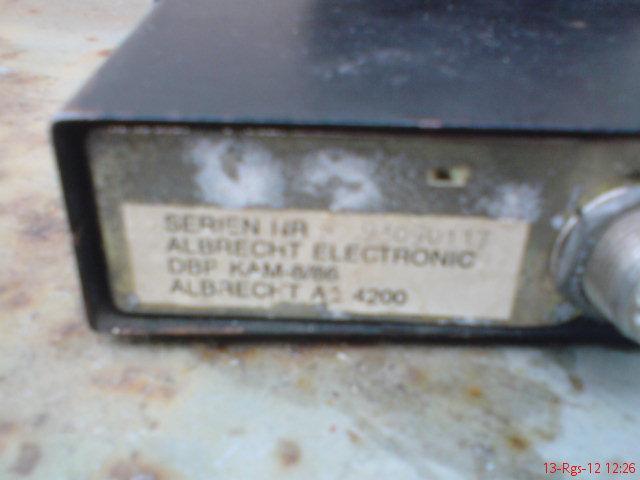 SERIEN NR
ALBRECHT ELECTRONIC
DBP KAM-8/86
ALBRECHT AE 4200
13-Rgs-12 12:26